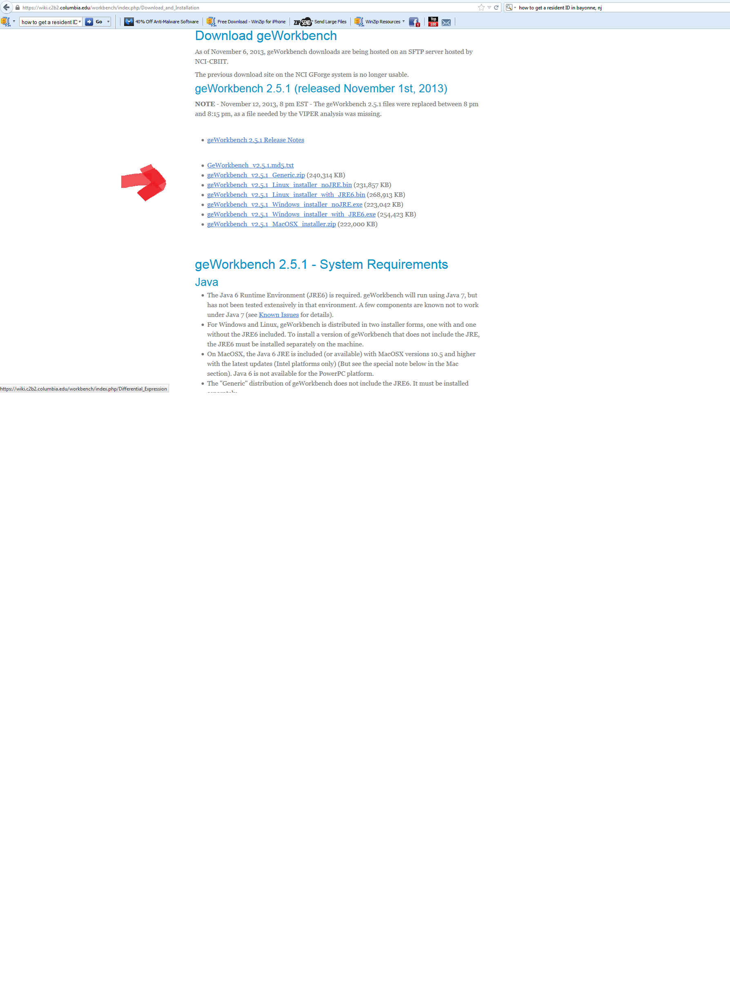 https://wiki.c2b2.columbia.edu/workbench/index.php/Download_and_Installation
how to get a resident ID in bayonne, nj
how to get a resident ID
Go
40% Off Anti-Malware Software
Free Download - WinZip for iPhone
ZIPSEND
Send Large Files
WinZip Resources
1
Top
100
Download geWorkbench
As of November 6, 2013, geWorkbench downloads are being hosted on an SFTP server hosted by
NCI-CBIIT.
The previous download site on the NCI GForge system is no longer usable.
geWorkbench 2.5.1 (released November 1st, 2013)
NOTE - November 12, 2013, 8 pm EST - The geWorkbench 2.5.1 files were replaced between 8 pm
and 8:15 pm, as a file needed by the VIPER analysis was missing.
geWorkbench 2.5.1 Release Notes
GeWorkbench_v2.5.1.md5.txt
geWorkbench_v2.5.1_Generic.zip (240,314 KB)
geWorkbench_v2.5.1_Linux_installer_noJRE.bin (231,857 KB)
geWorkbench_v2.5.1_Linux_installer_with_JRE6.bin (268,913 KB)
geWorkbench_v2.5.1_Windows_installer_noJRE.exe (223,042 KB)
geWorkbench_v2.5.1_Windows_installer_with_JRE6.exe (254,423 KB)
geWorkbench_v2.5.1_MacOSX_installer.zip (222,000 KB)
geWorkbench 2.5.1 - System Requirements
Java
The Java 6 Runtime Environment (JRE6) is required. geWorkbench will run using Java 7, but
has not been tested extensively in that environment. A few components are known not to work
under Java 7 (see Known Issues for details).
For Windows and Linux, geWorkbench is distributed in two installer forms, one with and one
without the JRE6 included. To install a version of geWorkbench that does not include the JRE,
the JRE6 must be installed separately on the machine.
On MacOSX, the Java 6 JRE is included (or available) with MacOSX versions 10.5 and higher
with the latest updates (Intel platforms only) (But see the special note below in the Mac
section). Java 6 is not available for the PowerPC platform.
The "Generic" distribution of geWorkbench does not include the JRE6. It must be installed
separately.
https://wiki.c2b2.columbia.edu/workbench/index.php/Differential_Expression